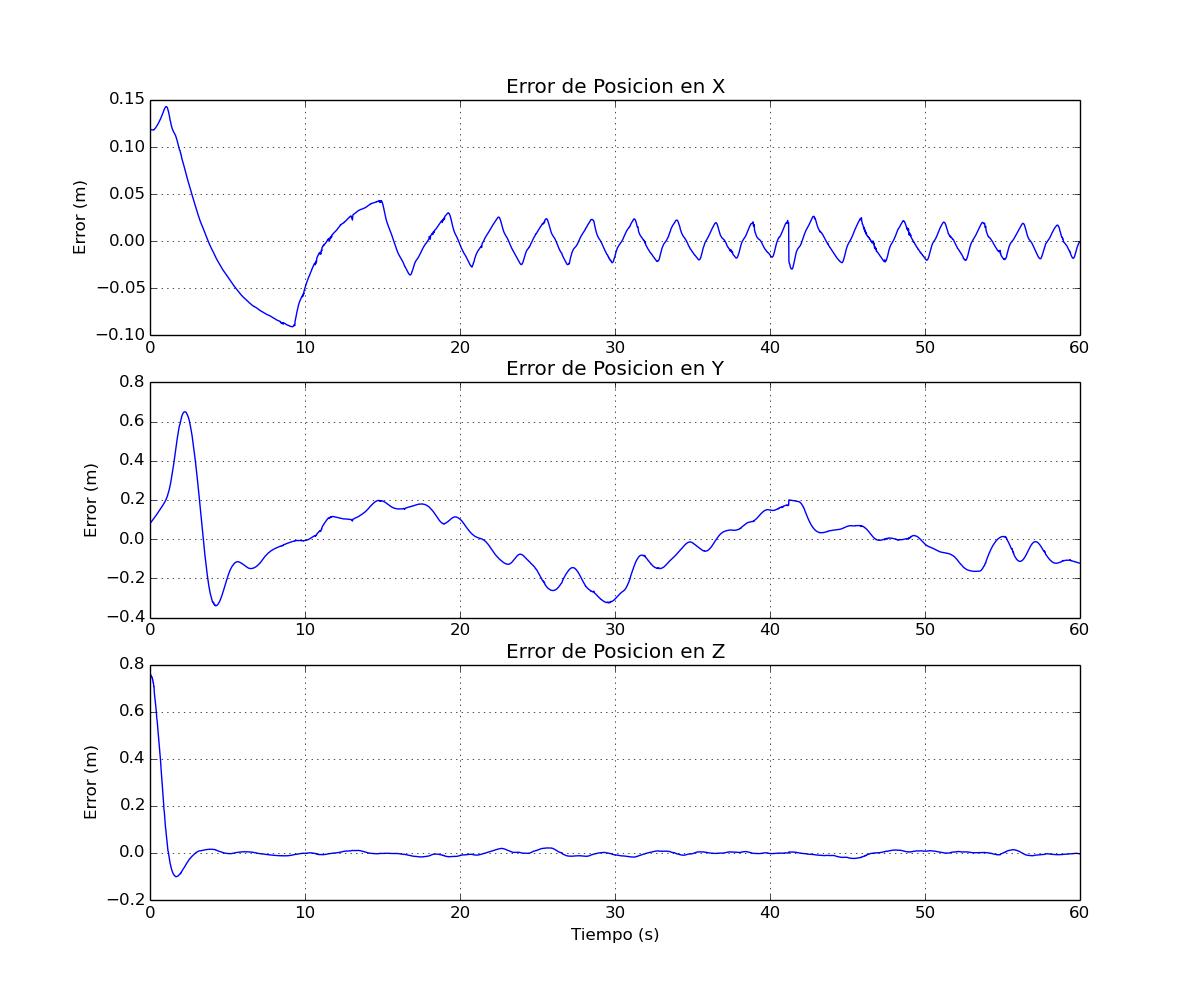 Error de Posicion en X
0.15
0.10
0.05
0.00
−0.05
−0.10
Error (m)
0 10 20 30 40 50 60
Error de Posicion en Y
0.8
0.6
0.4
0.2
0.0
−0.2
−0.4
Error (m)
0 10 20 30 40 50 60
Error de Posicion en Z
0.8
0.6
0.4
0.2
0.0
−0.2
Error (m)
0 10 20 30 40 50 60
Tiempo (s)